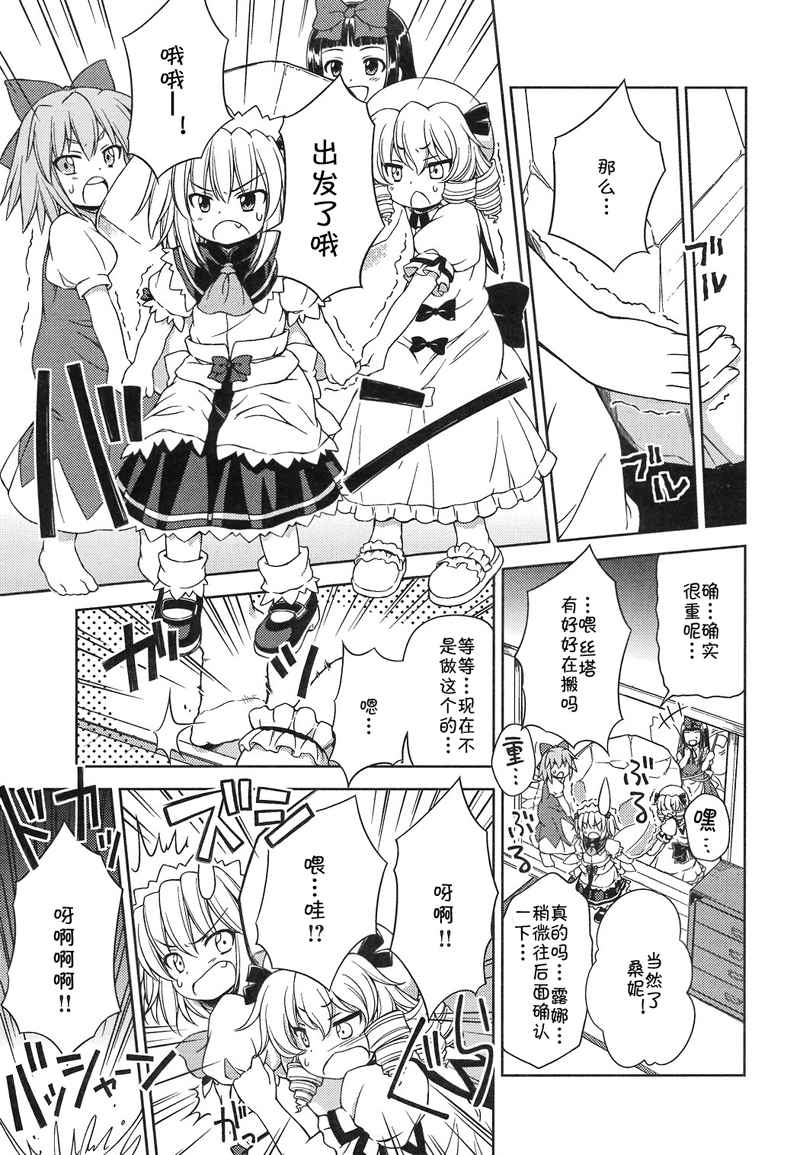 那么…
ブル
ブル
出发了哦
哦哦ー！
确…确实
很重呢…
…喂丝塔
有好好在搬吗
重…
ぶる
ぶる
嘿…
当然了
桑妮！
真的吗…露娜…
稍微往后面确认
一下…
等等…现在不
是做这个的…
嗯…
呀啊!!
喂…哇!?
ズシ
がっ
呀啊啊啊!!
ドカッ
バッシャーン